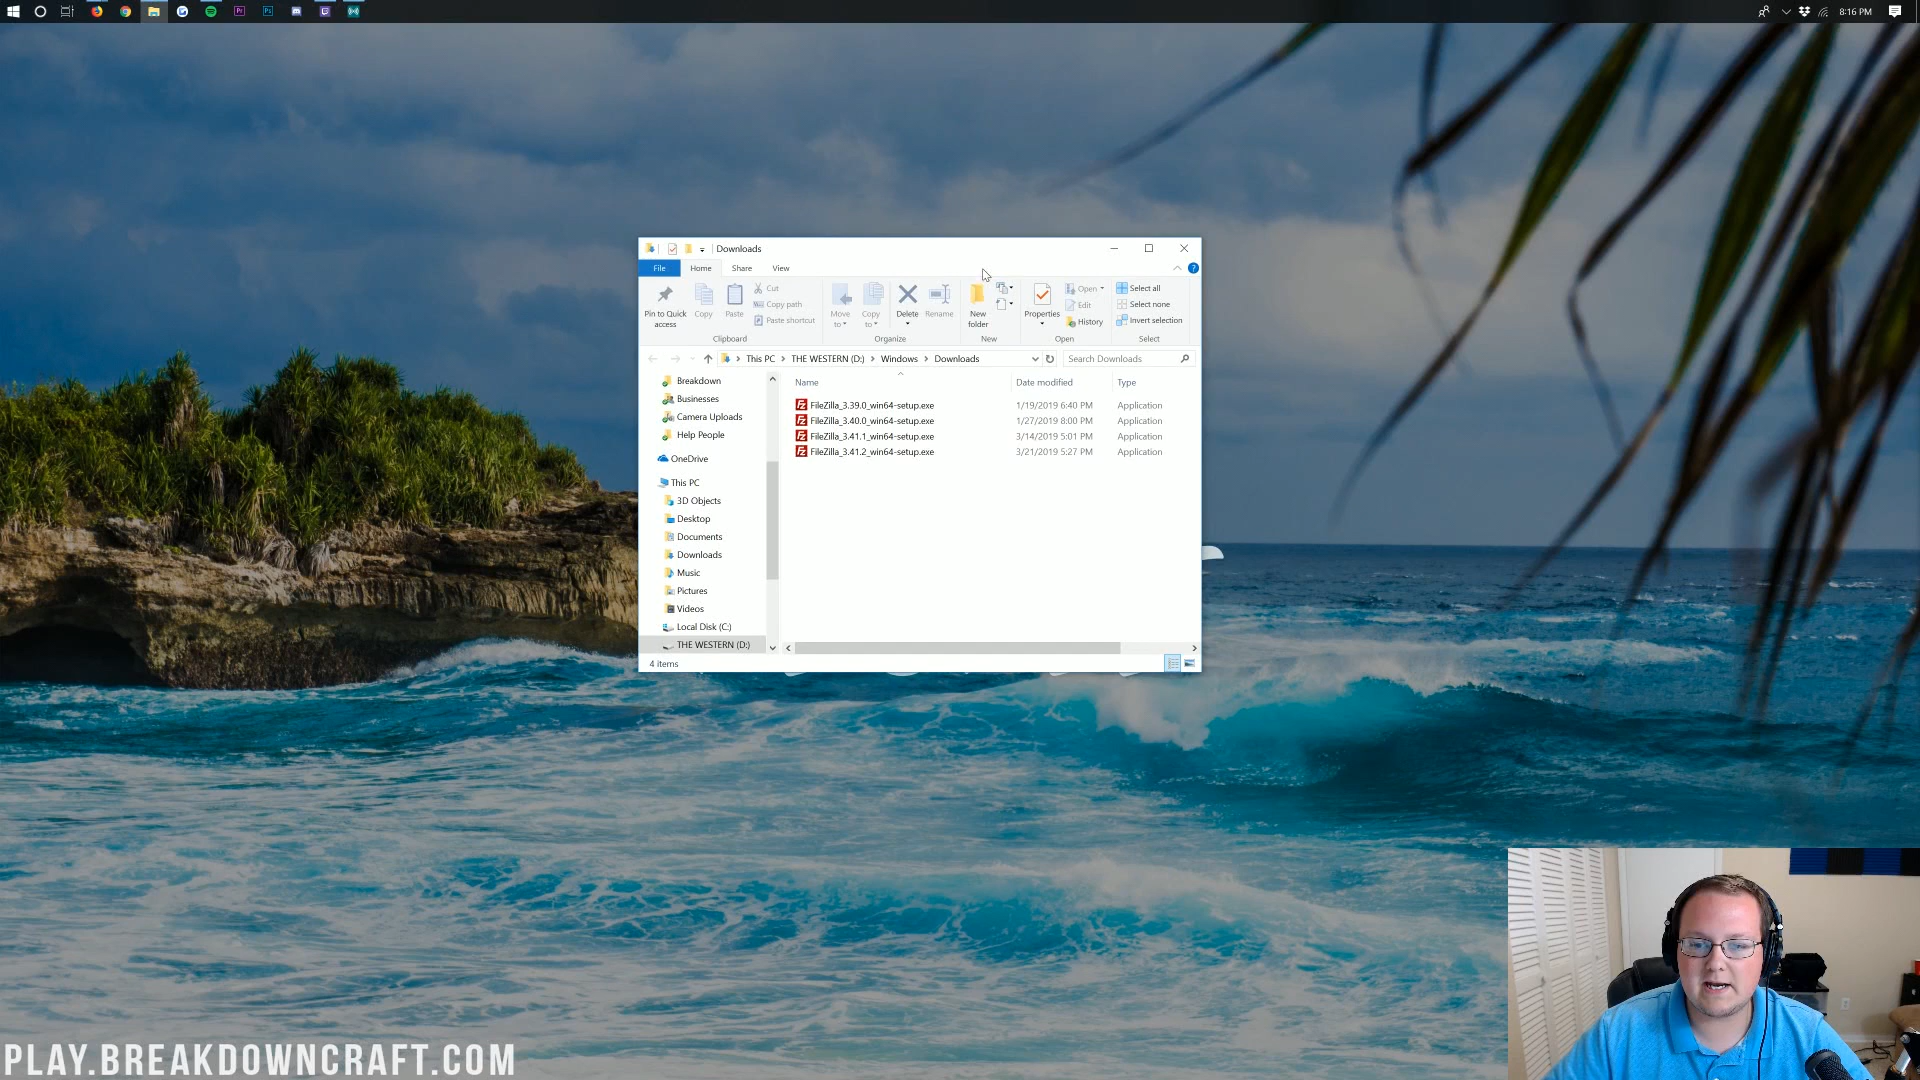 8:16 PM
Downloads
File Home Share View
Pin to Quick access
Copy
Paste
Cut
Copy path
Paste shortcut
Move to
Copy to
Delete
Rename
New folder
Properties
Open
Edit
History
Select all
Select none
Invert selection
Clipboard Organize New Open Select
This PC > THE WESTERN (D:) > Windows > Downloads
Search Downloads
Name Date modified Type
FileZilla_3.39.0_win64-setup.exe 1/19/2019 6:40 PM Application
FileZilla_3.40.0_win64-setup.exe 1/27/2019 8:00 PM Application
FileZilla_3.41.1_win64-setup.exe 3/14/2019 5:01 PM Application
FileZilla_3.41.2_win64-setup.exe 3/21/2019 5:27 PM Application
Breakdown
Businesses
Camera Uploads
Help People
OneDrive
This PC
3D Objects
Desktop
Documents
Downloads
Music
Pictures
Videos
Local Disk (C:)
THE WESTERN (D:)
4 items
PLAY.BREAKDOWNCRAFT.COM